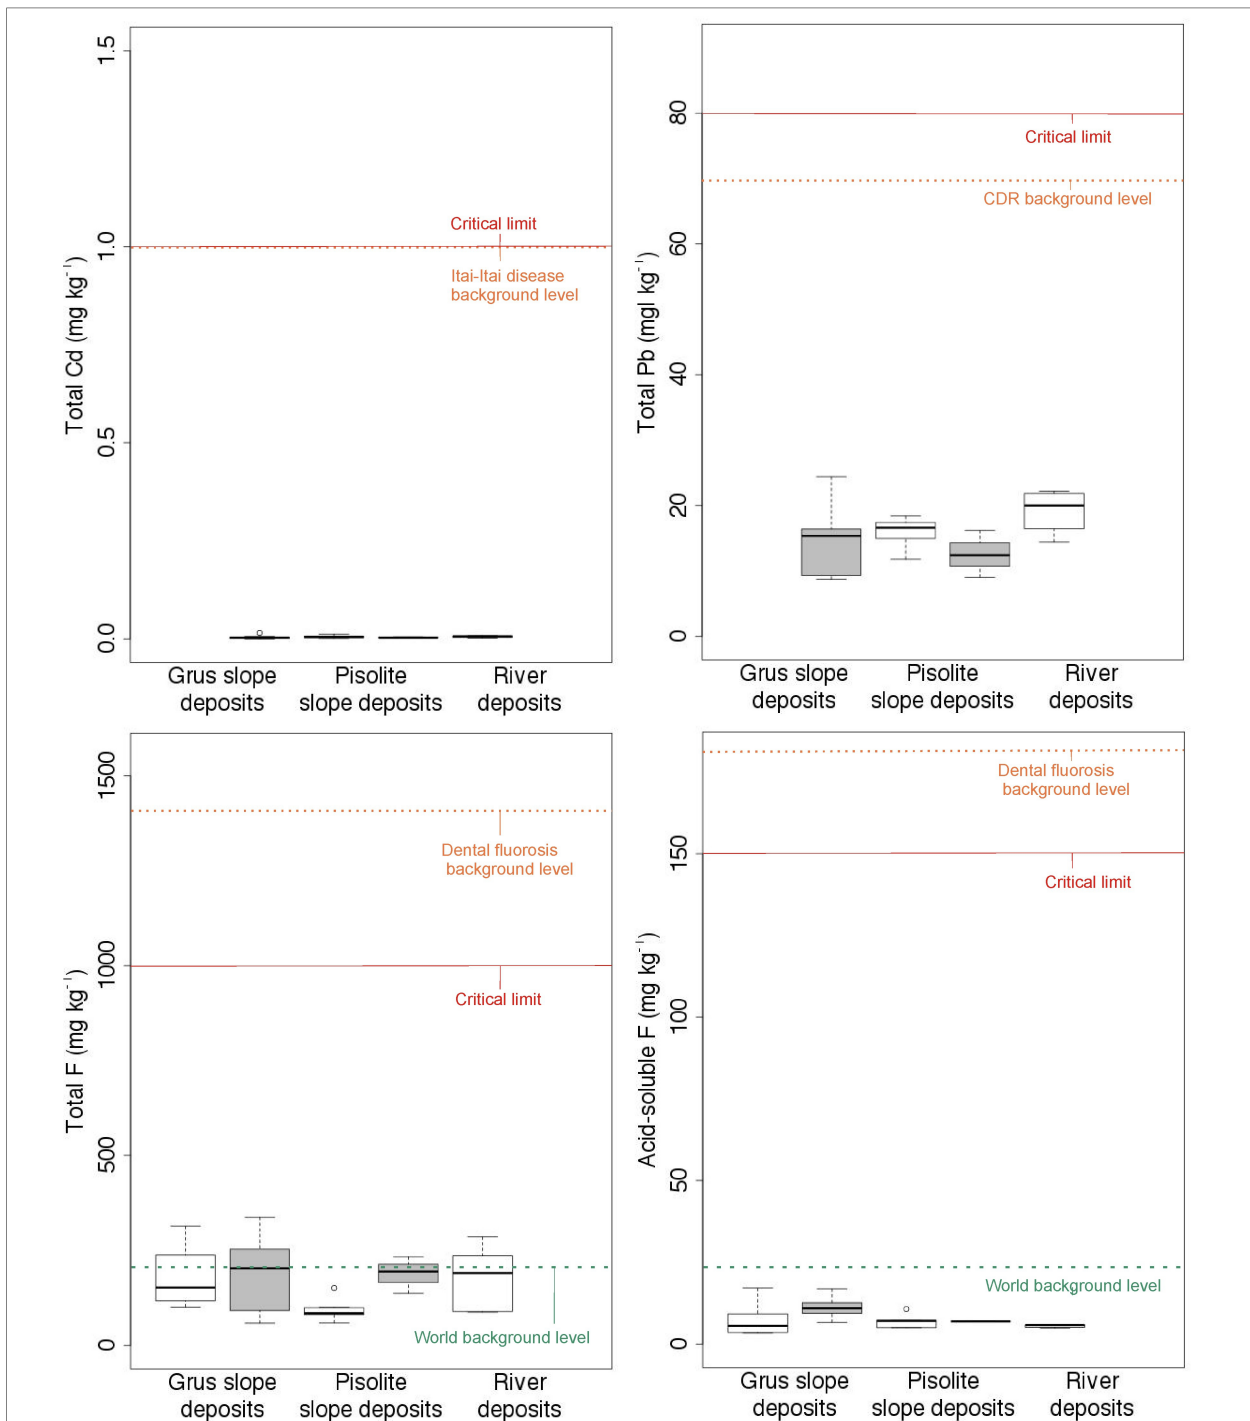 Total Cd (mg kg⁻¹)
1.5
1.0
0.5
0.0
Critical limit
Itai-Itai disease
background level
Grus slope
deposits
Pisolite
slope deposits
River
deposits
Total Pb (mgl kg⁻¹)
80
60
40
20
0
Critical limit
CDR background level
Grus slope
deposits
Pisolite
slope deposits
River
deposits
Total F (mg kg⁻¹)
1500
1000
500
0
Dental fluorosis
background level
Critical limit
World background level
Grus slope
deposits
Pisolite
slope deposits
River
deposits
Acid-soluble F (mg kg⁻¹)
150
100
50
0
Dental fluorosis
background level
Critical limit
World background level
Grus slope
deposits
Pisolite
slope deposits
River
deposits